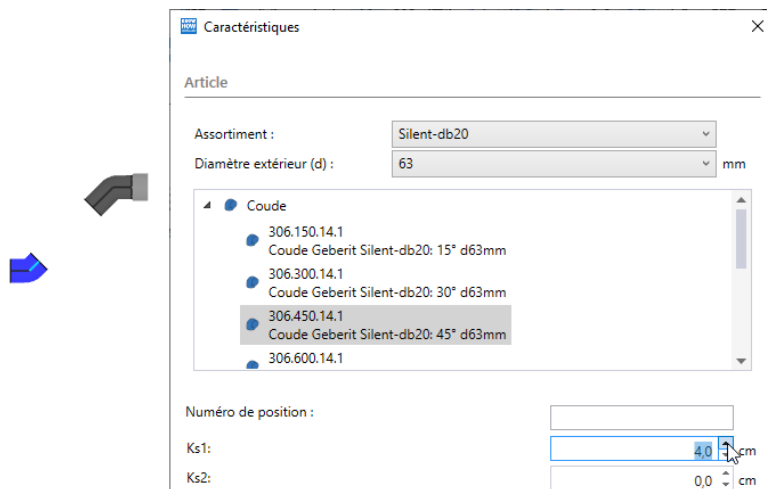 Caractéristiques
Article
Assortiment : Silent-db20
Diamètre extérieur (d) : 63 mm
Coude
306.150.14.1
Coude Geberit Silent-db20: 15° d63mm
306.300.14.1
Coude Geberit Silent-db20: 30° d63mm
306.450.14.1
Coude Geberit Silent-db20: 45° d63mm
306.600.14.1
Numéro de position :
Ks1: 4,0 cm
Ks2: 0,0 cm